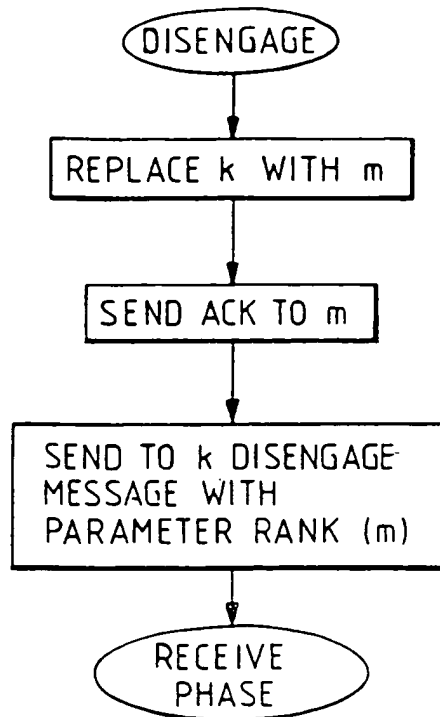 DISENGAGE
REPLACE k WITH m
SEND ACK TO m
SEND TO k DISENGAGE-
MESSAGE WITH
PARAMETER RANK (m)
RECEIVE
PHASE